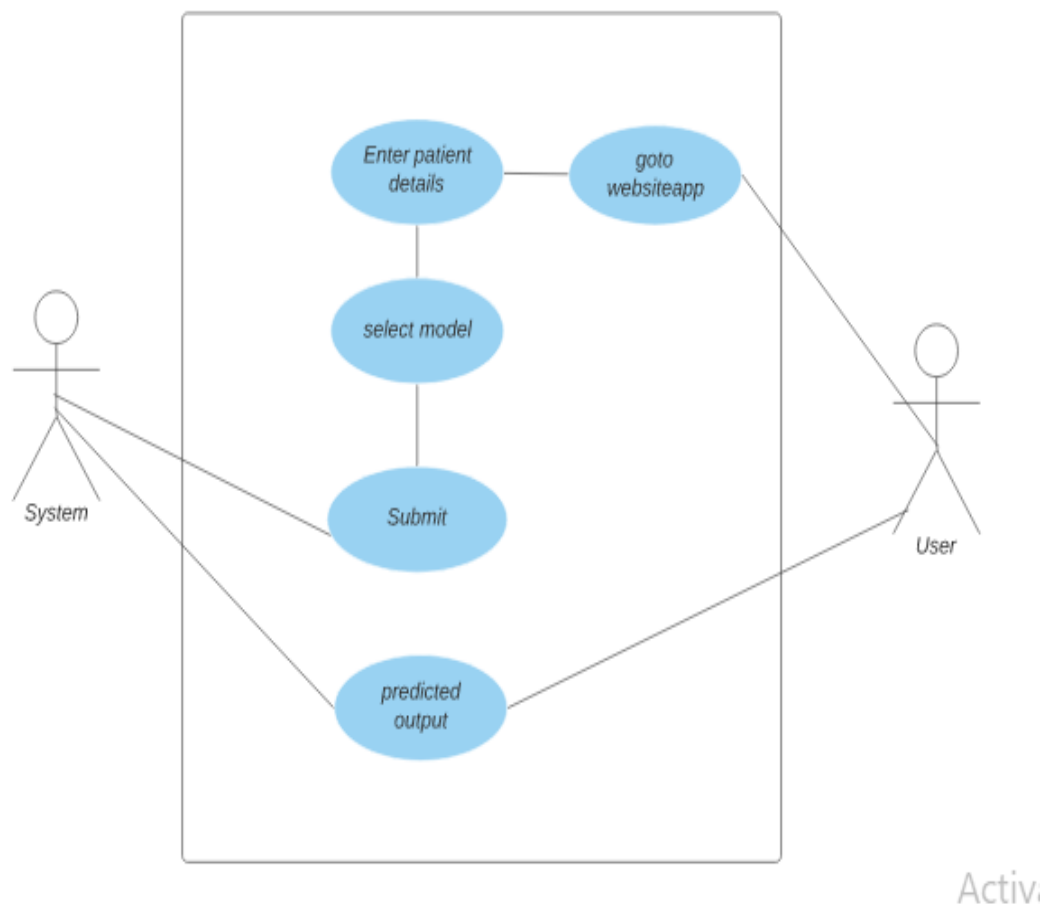 Enter patient
details
goto
websiteapp
select model
System
Submit
User
predicted
output
Activa